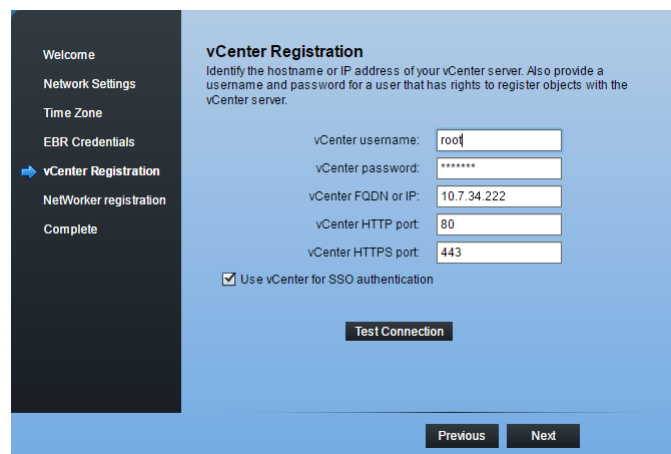 Welcome
Network Settings
Time Zone
EBR Credentials
vCenter Registration
NetWorker registration
Complete
vCenter Registration
Identify the hostname or IP address of your vCenter server. Also provide a
username and password for a user that has rights to register objects with the
vCenter server.
vCenter username: root
vCenter password: *******
vCenter FQDN or IP: 10.7.34.222
vCenter HTTP port: 80
vCenter HTTPS port: 443
Use vCenter for SSO authentication
Test Connection
Previous Next